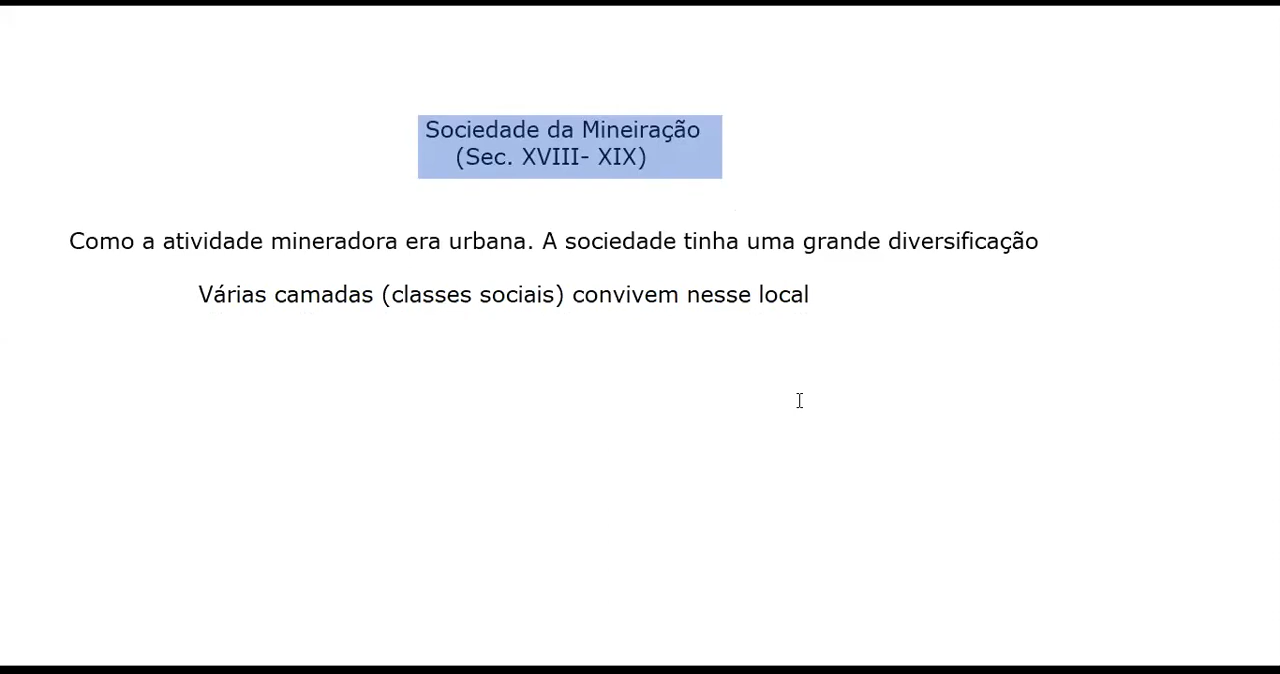 Sociedade da Mineiração
(Sec. XVIII- XIX)
Como a atividade mineradora era urbana. A sociedade tinha uma grande diversificação
Várias camadas (classes sociais) convivem nesse local